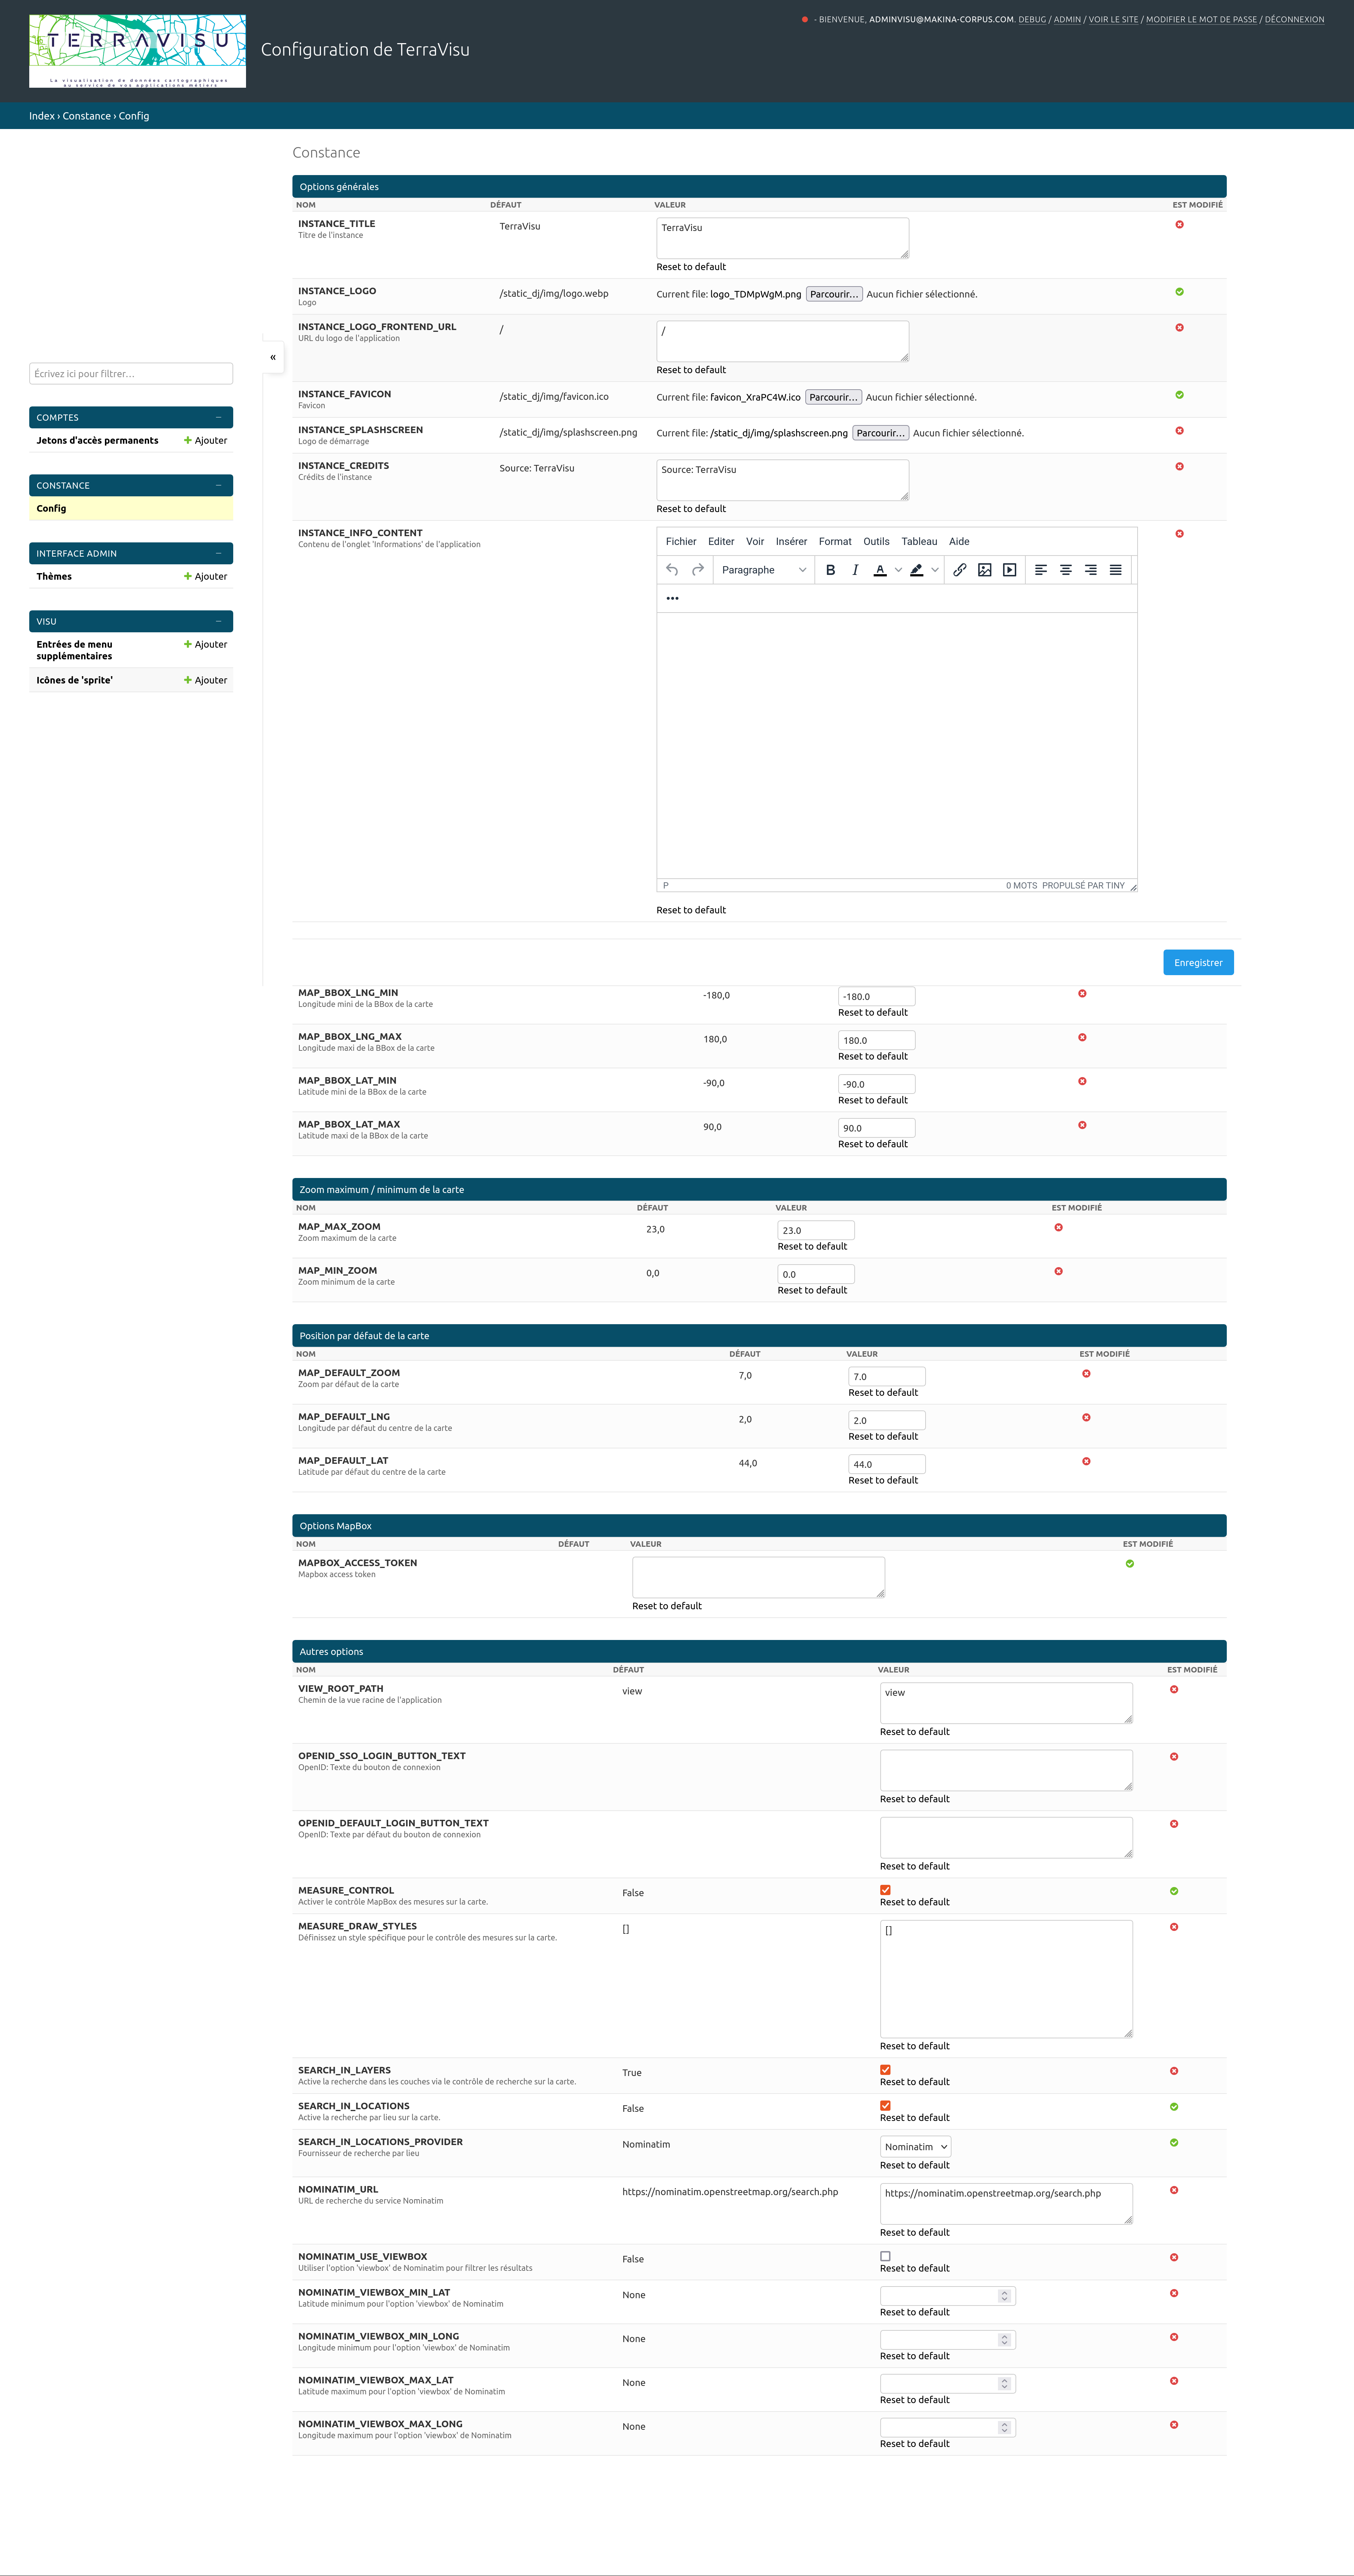 TERRAVISU
La visualisation de données cartographiques
au service de vos applications métiers
Configuration de TerraVisu
- BIENVENUE, ADMINVISU@MAKINA-CORPUS.COM. DEBUG / ADMIN / VOIR LE SITE / MODIFIER LE MOT DE PASSE / DÉCONNEXION
Index › Constance › Config
Écrivez ici pour filtrer…
COMPTES –
Jetons d'accès permanents Ajouter
CONSTANCE –
Config
INTERFACE ADMIN –
Thèmes Ajouter
VISU –
Entrées de menu
supplémentaires Ajouter
Icônes de 'sprite' Ajouter
«
Constance
Options générales
NOM DÉFAUT VALEUR EST MODIFIÉ
INSTANCE_TITLE TerraVisu TerraVisu
Titre de l'instance
Reset to default
INSTANCE_LOGO /static_dj/img/logo.webp Current file: logo_TDMpWgM.png Parcourir… Aucun fichier sélectionné.
Logo
INSTANCE_LOGO_FRONTEND_URL / /
URL du logo de l'application
Reset to default
INSTANCE_FAVICON /static_dj/img/favicon.ico Current file: favicon_XraPC4W.ico Parcourir… Aucun fichier sélectionné.
Favicon
INSTANCE_SPLASHSCREEN /static_dj/img/splashscreen.png Current file: /static_dj/img/splashscreen.png Parcourir… Aucun fichier sélectionné.
Logo de démarrage
INSTANCE_CREDITS Source: TerraVisu Source: TerraVisu
Crédits de l'instance
Reset to default
INSTANCE_INFO_CONTENT
Contenu de l'onglet 'Informations' de l'application
Fichier Editer Voir Insérer Format Outils Tableau Aide
Paragraphe B I A
P 0 MOTS PROPULSÉ PAR TINY
Reset to default
Enregistrer
MAP_BBOX_LNG_MIN -180,0 -180.0
Longitude mini de la BBox de la carte
Reset to default
MAP_BBOX_LNG_MAX 180,0 180.0
Longitude maxi de la BBox de la carte
Reset to default
MAP_BBOX_LAT_MIN -90,0 -90.0
Latitude mini de la BBox de la carte
Reset to default
MAP_BBOX_LAT_MAX 90,0 90.0
Latitude maxi de la BBox de la carte
Reset to default
Zoom maximum / minimum de la carte
NOM DÉFAUT VALEUR EST MODIFIÉ
MAP_MAX_ZOOM 23,0 23.0
Zoom maximum de la carte
Reset to default
MAP_MIN_ZOOM 0,0 0.0
Zoom minimum de la carte
Reset to default
Position par défaut de la carte
NOM DÉFAUT VALEUR EST MODIFIÉ
MAP_DEFAULT_ZOOM 7,0 7.0
Zoom par défaut de la carte
Reset to default
MAP_DEFAULT_LNG 2,0 2.0
Longitude par défaut du centre de la carte
Reset to default
MAP_DEFAULT_LAT 44,0 44.0
Latitude par défaut du centre de la carte
Reset to default
Options MapBox
NOM DÉFAUT VALEUR EST MODIFIÉ
MAPBOX_ACCESS_TOKEN
Mapbox access token
Reset to default
Autres options
NOM DÉFAUT VALEUR EST MODIFIÉ
VIEW_ROOT_PATH view view
Chemin de la vue racine de l'application
Reset to default
OPENID_SSO_LOGIN_BUTTON_TEXT
OpenID: Texte du bouton de connexion
Reset to default
OPENID_DEFAULT_LOGIN_BUTTON_TEXT
OpenID: Texte par défaut du bouton de connexion
Reset to default
MEASURE_CONTROL False
Activer le contrôle MapBox des mesures sur la carte.
Reset to default
MEASURE_DRAW_STYLES [] []
Définissez un style spécifique pour le contrôle des mesures sur la carte.
Reset to default
SEARCH_IN_LAYERS True
Active la recherche dans les couches via le contrôle de recherche sur la carte.
Reset to default
SEARCH_IN_LOCATIONS False
Active la recherche par lieu sur la carte.
Reset to default
SEARCH_IN_LOCATIONS_PROVIDER Nominatim Nominatim
Fournisseur de recherche par lieu
Reset to default
NOMINATIM_URL https://nominatim.openstreetmap.org/search.php https://nominatim.openstreetmap.org/search.php
URL de recherche du service Nominatim
Reset to default
NOMINATIM_USE_VIEWBOX False
Utiliser l'option 'viewbox' de Nominatim pour filtrer les résultats
Reset to default
NOMINATIM_VIEWBOX_MIN_LAT None
Latitude minimum pour l'option 'viewbox' de Nominatim
Reset to default
NOMINATIM_VIEWBOX_MIN_LONG None
Longitude minimum pour l'option 'viewbox' de Nominatim
Reset to default
NOMINATIM_VIEWBOX_MAX_LAT None
Latitude maximum pour l'option 'viewbox' de Nominatim
Reset to default
NOMINATIM_VIEWBOX_MAX_LONG None
Longitude maximum pour l'option 'viewbox' de Nominatim
Reset to default